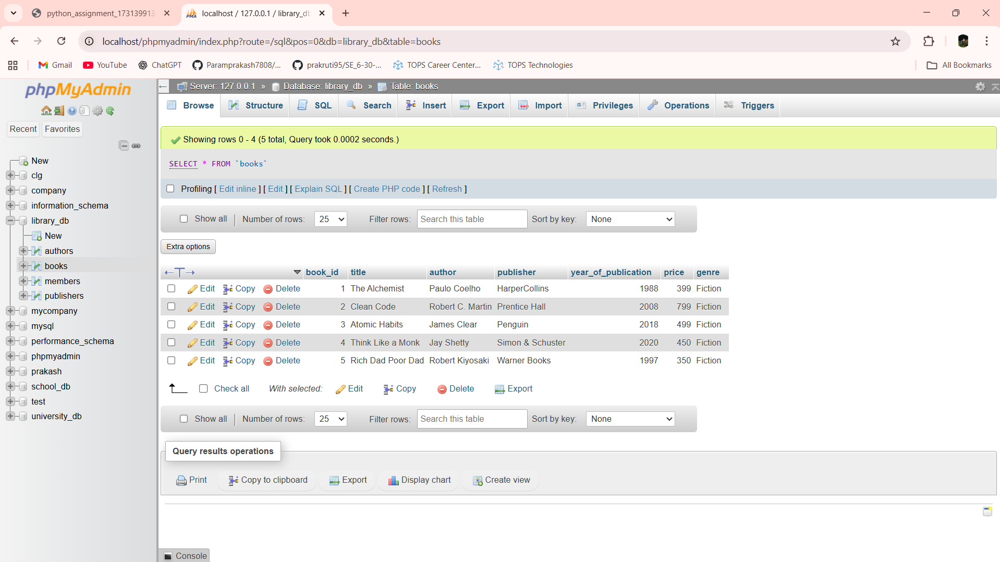 python_assignment_173139913
localhost / 127.0.0.1 / library_db
localhost/phpmyadmin/index.php?route=/sql&pos=0&db=library_db&table=books
Gmail YouTube ChatGPT Paramprakash7808/... prakruti95/SE_6-30-... TOPS Career Center... TOPS Technologies All Bookmarks
phpMyAdmin
Recent Favorites
New
clg
company
information_schema
library_db
New
authors
books
members
publishers
mycompany
mysql
performance_schema
phpmyadmin
prakash
school_db
test
university_db
Server: 127.0.0.1 » Database: library_db » Table: books
Browse Structure SQL Search Insert Export Import Privileges Operations Triggers
Showing rows 0 - 4 (5 total, Query took 0.0002 seconds.)
SELECT * FROM `books`
Profiling [ Edit inline ] [ Edit ] [ Explain SQL ] [ Create PHP code ] [ Refresh ]
Show all Number of rows: 25 Filter rows: Search this table Sort by key: None
Extra options
book_id title author publisher year_of_publication price genre
Edit Copy Delete 1 The Alchemist Paulo Coelho HarperCollins 1988 399 Fiction
Edit Copy Delete 2 Clean Code Robert C. Martin Prentice Hall 2008 799 Fiction
Edit Copy Delete 3 Atomic Habits James Clear Penguin 2018 499 Fiction
Edit Copy Delete 4 Think Like a Monk Jay Shetty Simon & Schuster 2020 450 Fiction
Edit Copy Delete 5 Rich Dad Poor Dad Robert Kiyosaki Warner Books 1997 350 Fiction
Check all With selected: Edit Copy Delete Export
Show all Number of rows: 25 Filter rows: Search this table Sort by key: None
Query results operations
Print Copy to clipboard Export Display chart Create view
Console